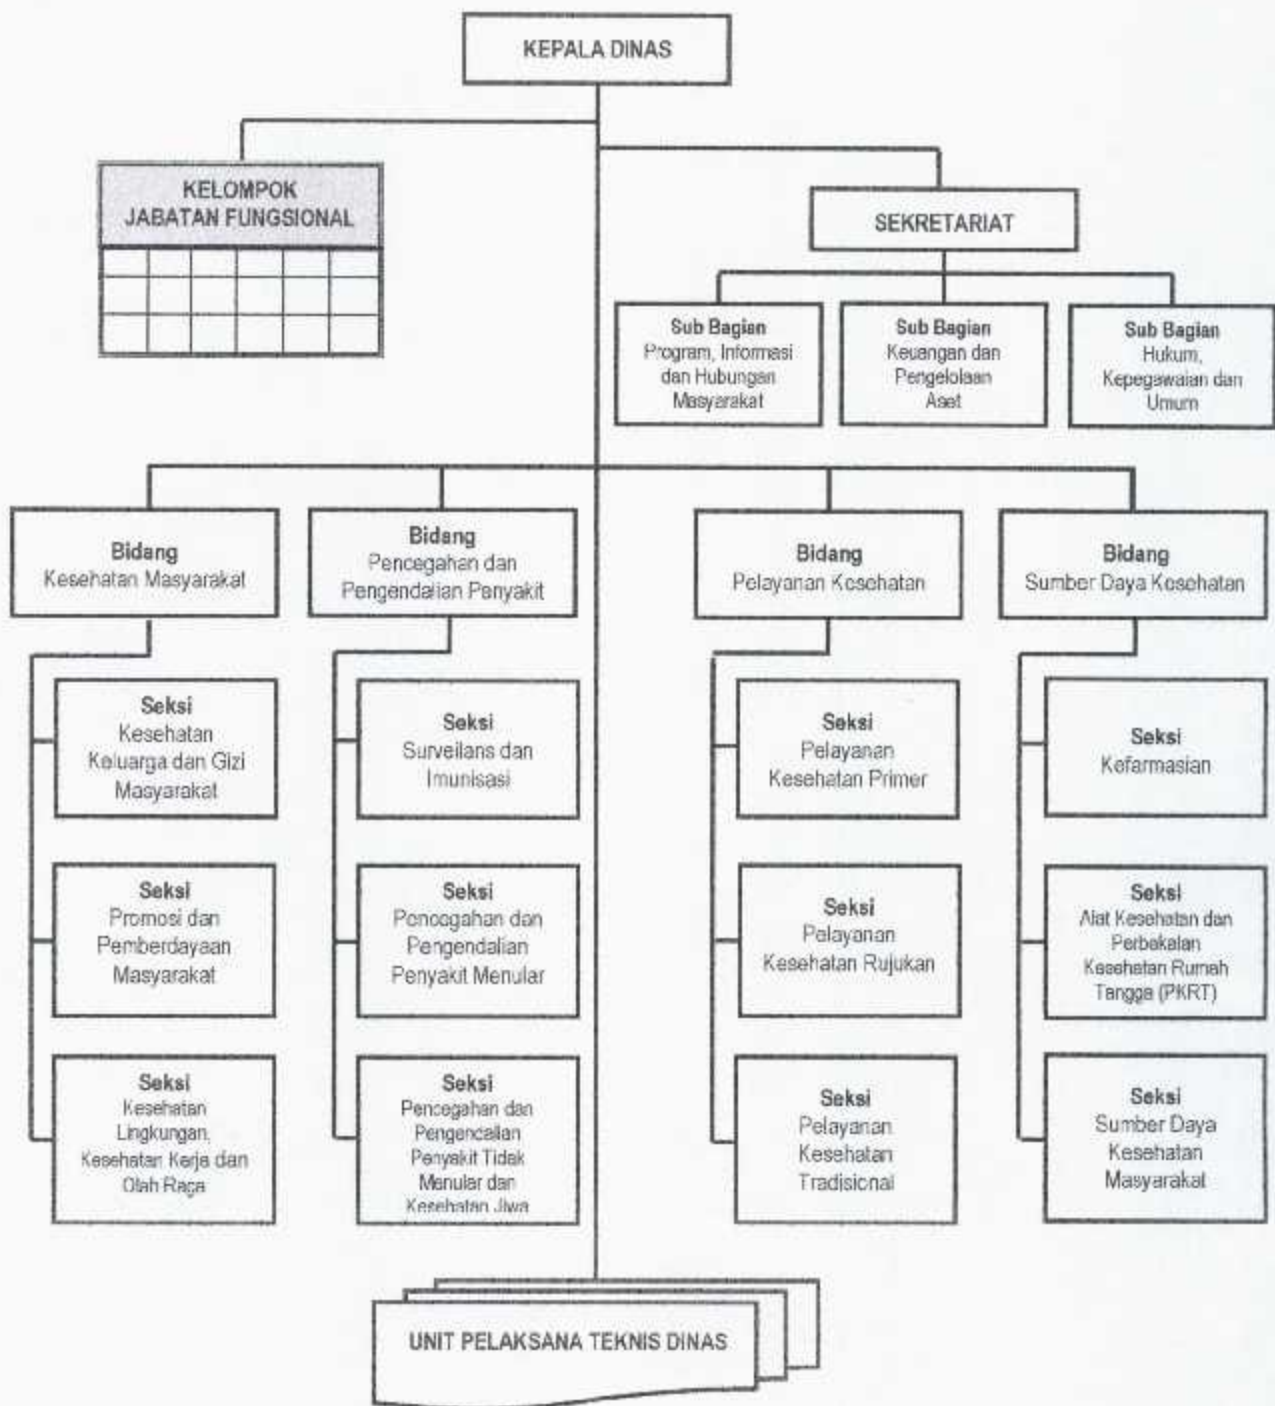 KEPALA DINAS
KELOMPOK
JABATAN FUNGSIONAL
SEKRETARIAT
Sub Bagian
Program, Informasi
dan Hubungan
Masyarakat
Sub Bagian
Keuangan dan
Pengelolaan
Aset
Sub Bagian
Hukum,
Kepegawaian dan
Umum
Bidang
Kesehatan Masyarakat
Bidang
Pencegahan dan
Pengendalian Penyakit
Bidang
Pelayanan Kesehatan
Bidang
Sumber Daya Kesehatan
Seksi
Kesehatan
Keluarga dan Gizi
Masyarakat
Seksi
Surveilans dan
Imunisasi
Seksi
Pelayanan
Kesehatan Primer
Seksi
Kefarmasian
Seksi
Promosi dan
Pemberdayaan
Masyarakat
Seksi
Pencegahan dan
Pengendalian
Penyakit Menular
Seksi
Pelayanan
Kesehatan Rujukan
Seksi
Alat Kesehatan dan
Perbekalan
Kesehatan Rumah
Tangga (PKRT)
Seksi
Kesehatan
Lingkungan,
Kesehatan Kerja dan
Olah Raga
Seksi
Pencegahan dan
Pengendalian
Penyakit Tidak
Menular dan
Kesehatan Jiwa
Seksi
Pelayanan
Kesehatan
Tradisional
Seksi
Sumber Daya
Kesehatan
Masyarakat
UNIT PELAKSANA TEKNIS DINAS